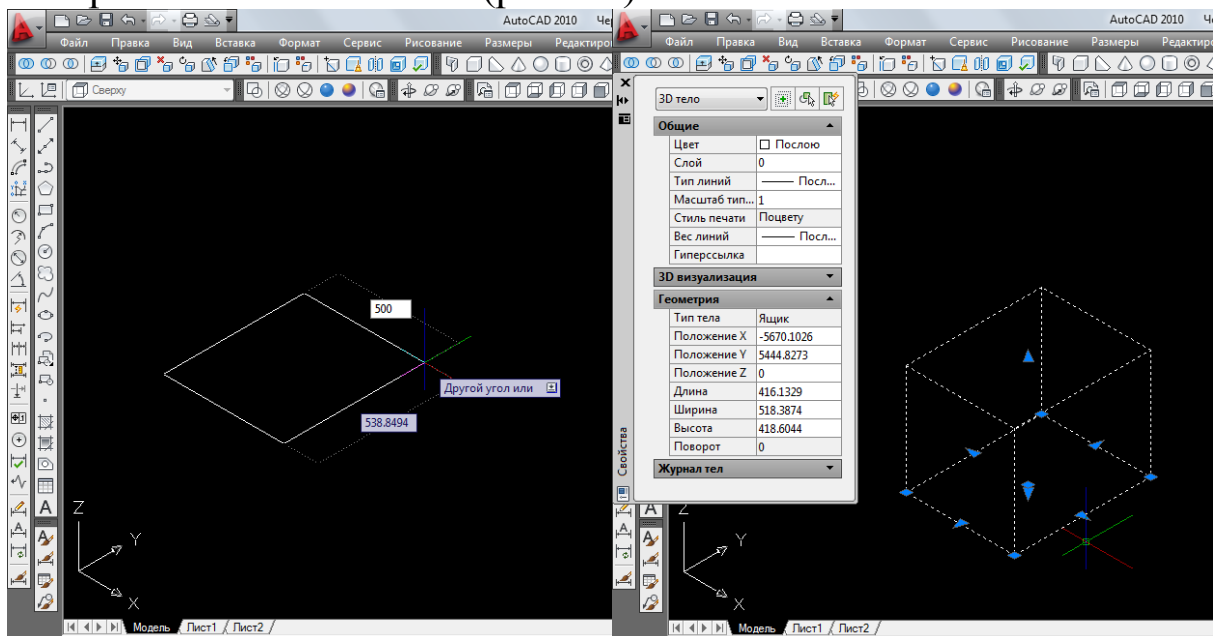 AutoCAD 2010
Файл Правка Вид Вставка Формат Сервис Рисование Размеры Редактиро
Сверху
500
Другой угол или
538.8494
Z
Y
X
Модель Лист1 Лист2
AutoCAD 2010
Файл Правка Вид Вставка Формат Сервис Рисование Размеры Редактиро
3D тело
Общие
Цвет Послою
Слой 0
Тип линий Посл...
Масштаб тип... 1
Стиль печати Поцвету
Вес линий Посл...
Гиперссылка
3D визуализация
Геометрия
Тип тела Ящик
Положение X -5670.1026
Положение Y 5444.8273
Положение Z 0
Длина 416.1329
Ширина 518.3874
Высота 418.6044
Поворот 0
Журнал тел
Свойства
Z
Y
X
Модель Лист1 Лист2